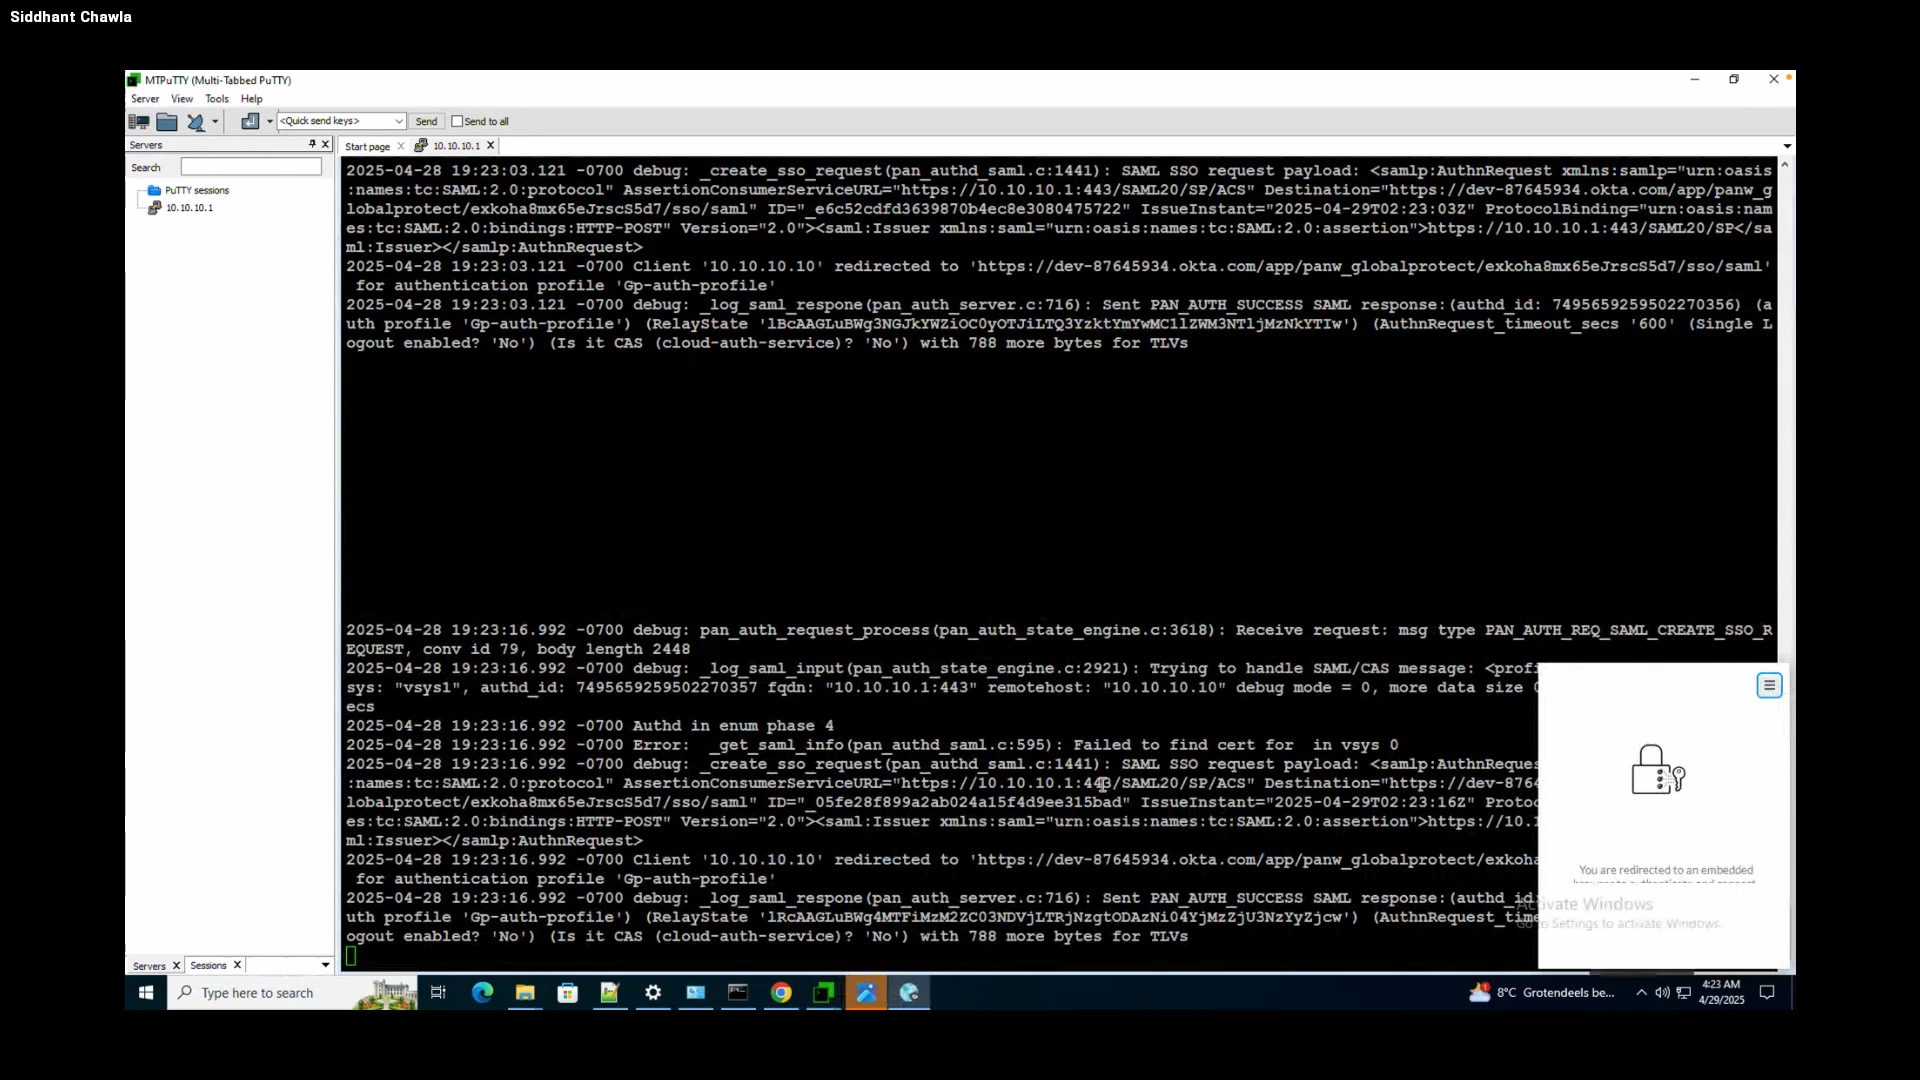 Siddhant Chawla
MTPuTTY (Multi-Tabbed PuTTY)
Server View Tools Help
<Quick send keys> Send Send to all
Servers
Start page 10.10.10.1
Search
PuTTY sessions
10.10.10.1
2025-04-28 19:23:03.121 -0700 debug: _create_sso_request(pan_authd_saml.c:1441): SAML SSO request payload: <samlp:AuthnRequest xmlns:samlp="urn:oasis
:names:tc:SAML:2.0:protocol" AssertionConsumerServiceURL="https://10.10.10.1:443/SAML20/SP/ACS" Destination="https://dev-87645934.okta.com/app/panw_g
lobalprotect/exkoha8mx65eJrscS5d7/sso/saml" ID="_e6c52cdfd3639870b4ec8e3080475722" IssueInstant="2025-04-29T02:23:03Z" ProtocolBinding="urn:oasis:nam
es:tc:SAML:2.0:bindings:HTTP-POST" Version="2.0"><saml:Issuer xmlns:saml="urn:oasis:names:tc:SAML:2.0:assertion">https://10.10.10.1:443/SAML20/SP</sa
ml:Issuer></samlp:AuthnRequest>
2025-04-28 19:23:03.121 -0700 Client '10.10.10.10' redirected to 'https://dev-87645934.okta.com/app/panw_globalprotect/exkoha8mx65eJrscS5d7/sso/saml'
for authentication profile 'Gp-auth-profile'
2025-04-28 19:23:03.121 -0700 debug: _log_saml_respone(pan_auth_server.c:716): Sent PAN_AUTH_SUCCESS SAML response:(authd_id: 7495659259502270356) (a
uth profile 'Gp-auth-profile') (RelayState 'lBcAAGLuBWg3NGJkYWZiOC0yOTJiLTQ3YzktYmYwMC1lZWM3NTljMzNkYTIw') (AuthnRequest_timeout_secs '600' (Single L
ogout enabled? 'No') (Is it CAS (cloud-auth-service)? 'No') with 788 more bytes for TLVs
2025-04-28 19:23:16.992 -0700 debug: pan_auth_request_process(pan_auth_state_engine.c:3618): Receive request: msg type PAN_AUTH_REQ_SAML_CREATE_SSO_R
EQUEST, conv id 79, body length 2448
2025-04-28 19:23:16.992 -0700 debug: _log_saml_input(pan_auth_state_engine.c:2921): Trying to handle SAML/CAS message: <profi
sys: "vsys1", authd_id: 7495659259502270357 fqdn: "10.10.10.1:443" remotehost: "10.10.10.10" debug mode = 0, more data size
ecs
2025-04-28 19:23:16.992 -0700 Authd in enum phase 4
2025-04-28 19:23:16.992 -0700 Error: _get_saml_info(pan_authd_saml.c:595): Failed to find cert for in vsys 0
2025-04-28 19:23:16.992 -0700 debug: _create_sso_request(pan_authd_saml.c:1441): SAML SSO request payload: <samlp:AuthnReque
:names:tc:SAML:2.0:protocol" AssertionConsumerServiceURL="https://10.10.10.1:443/SAML20/SP/ACS" Destination="https://dev-876
lobalprotect/exkoha8mx65eJrscS5d7/sso/saml" ID="_05fe28f899a2ab024a15f4d9ee315bad" IssueInstant="2025-04-29T02:23:16Z" Proto
es:tc:SAML:2.0:bindings:HTTP-POST" Version="2.0"><saml:Issuer xmlns:saml="urn:oasis:names:tc:SAML:2.0:assertion">https://10.1
ml:Issuer></samlp:AuthnRequest>
2025-04-28 19:23:16.992 -0700 Client '10.10.10.10' redirected to 'https://dev-87645934.okta.com/app/panw_globalprotect/exkoha
for authentication profile 'Gp-auth-profile'
2025-04-28 19:23:16.992 -0700 debug: _log_saml_respone(pan_auth_server.c:716): Sent PAN_AUTH_SUCCESS SAML response:(authd_id
uth profile 'Gp-auth-profile') (RelayState 'lRcAAGLuBWg4MTFiMzM2ZC03NDVjLTRjNzgtODAzNi04YjMzZjU3NzYyZjcw') (AuthnRequest_time
ogout enabled? 'No') (Is it CAS (cloud-auth-service)? 'No') with 788 more bytes for TLVs
You are redirected to an embedded
Activate Windows
Go to Settings to activate Windows.
Servers Sessions
Type here to search
8°C Grotendeels be...
4:23 AM
4/29/2025